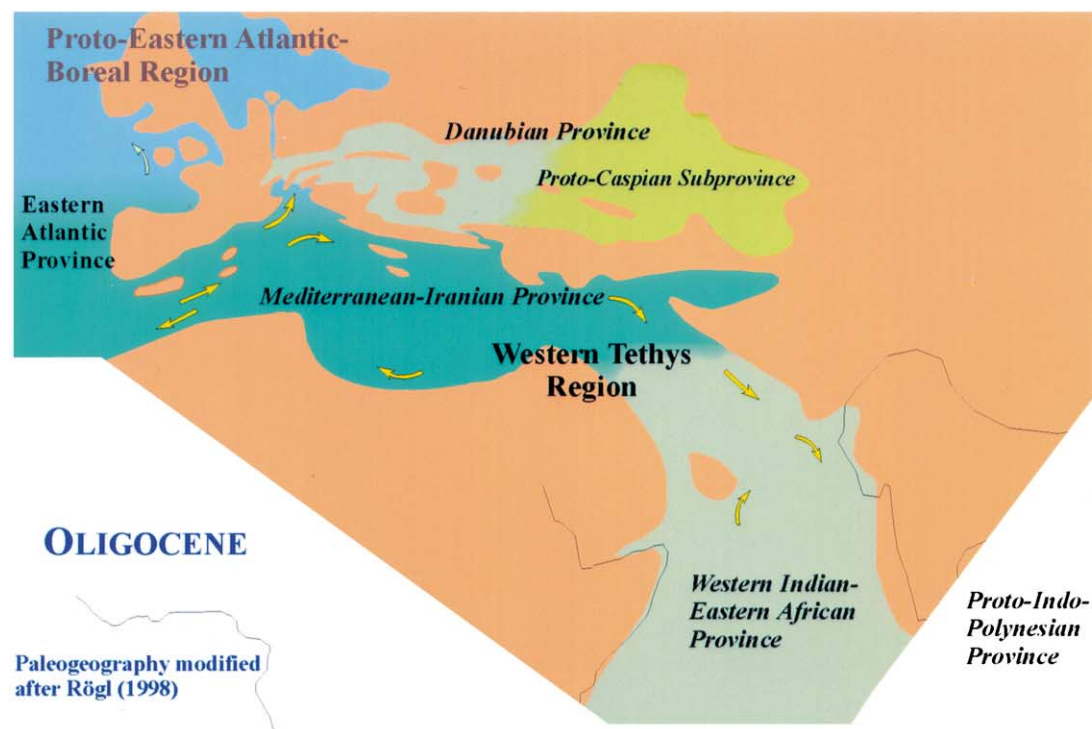 Proto-Eastern Atlantic-
Boreal Region
Danubian Province
Proto-Caspian Subprovince
Eastern
Atlantic
Province
Mediterranean-Iranian Province
Western Tethys
Region
OLIGOCENE
Western Indian-
Eastern African
Province
Proto-Indo-
Polynesian
Province
Paleogeography modified
after Rögl (1998)